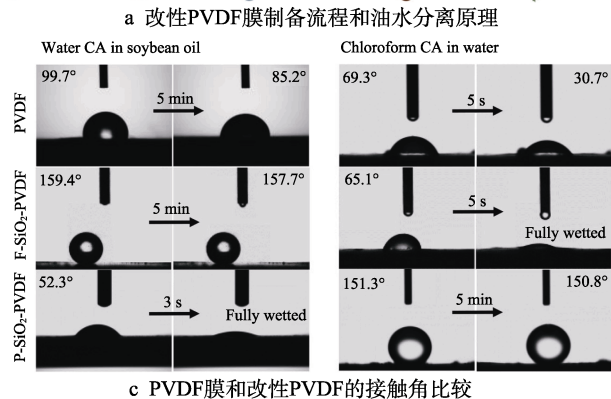 a 改性PVDF膜制备流程和油水分离原理
Water CA in soybean oil
Chloroform CA in water
PVDF
99.7°
5 min
85.2°
69.3°
5 s
30.7°
F-SiO₂-PVDF
159.4°
5 min
157.7°
65.1°
5 s
Fully wetted
P-SiO₂-PVDF
52.3°
3 s
Fully wetted
151.3°
5 min
150.8°
c PVDF膜和改性PVDF的接触角比较